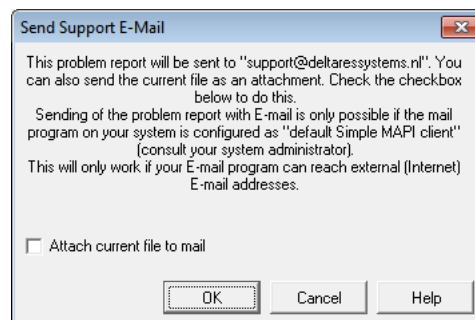 Send Support E-Mail
This problem report will be sent to "support@deltaressystems.nl". You
can also send the current file as an attachment. Check the checkbox
below to do this.
Sending of the problem report with E-mail is only possible if the mail
program on your system is configured as "default Simple MAPI client"
(consult your system administrator).
This will only work if your E-mail program can reach external (Internet)
E-mail addresses.
Attach current file to mail
OK Cancel Help